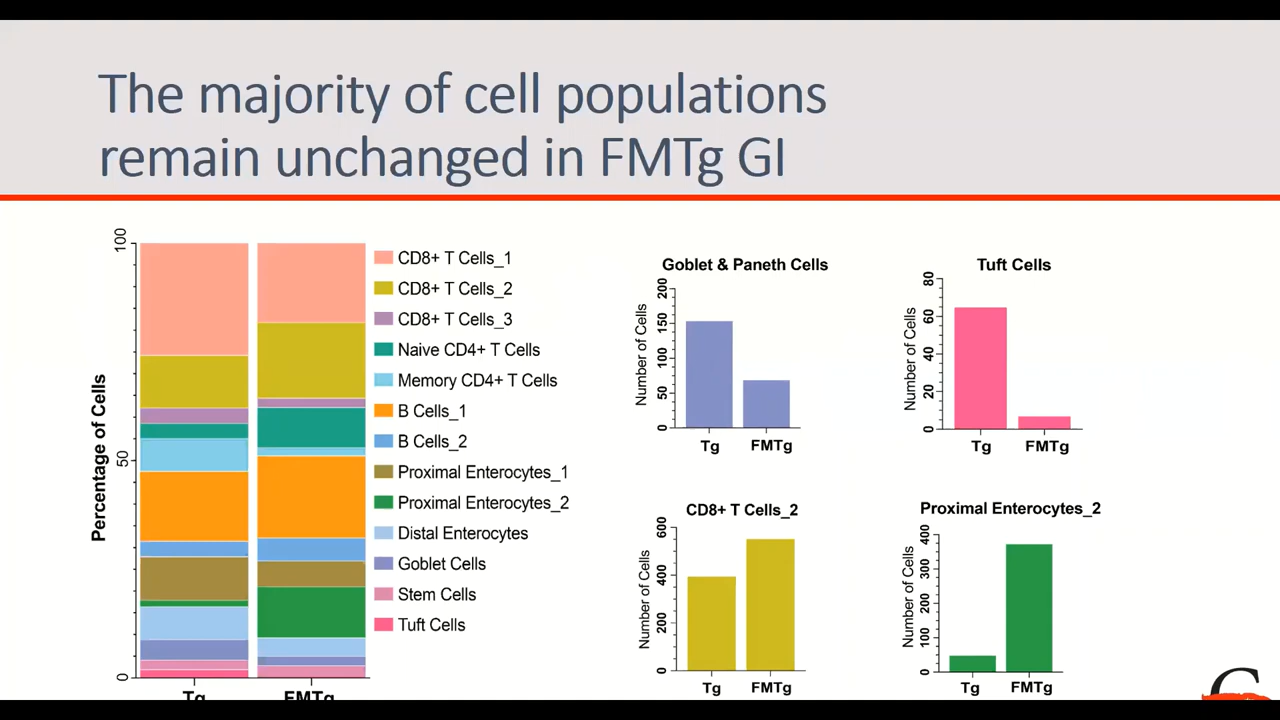 The majority of cell populations
remain unchanged in FMTg GI
Percentage of Cells
100
50
0
Tg
FMTg
CD8+ T Cells_1
CD8+ T Cells_2
CD8+ T Cells_3
Naive CD4+ T Cells
Memory CD4+ T Cells
B Cells_1
B Cells_2
Proximal Enterocytes_1
Proximal Enterocytes_2
Distal Enterocytes
Goblet Cells
Stem Cells
Tuft Cells
Goblet & Paneth Cells
Number of Cells
200
150
100
50
0
Tg
FMTg
Tuft Cells
Number of Cells
80
60
40
20
0
Tg
FMTg
CD8+ T Cells_2
Number of Cells
600
400
200
0
Tg
FMTg
Proximal Enterocytes_2
Number of Cells
400
300
200
100
0
Tg
FMTg